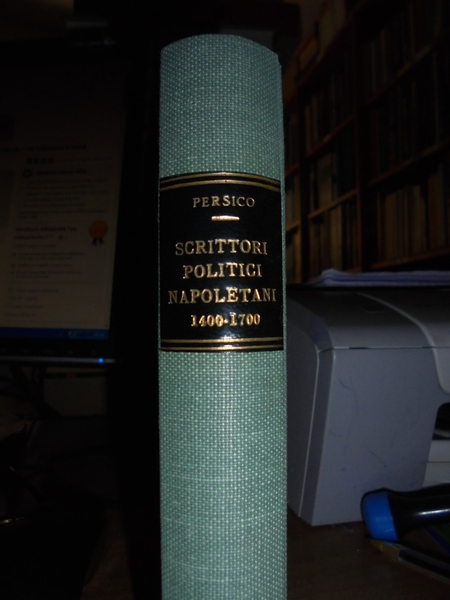 PERSICO
SCRITTORI
POLITICI
NAPOLETANI
1400-1700